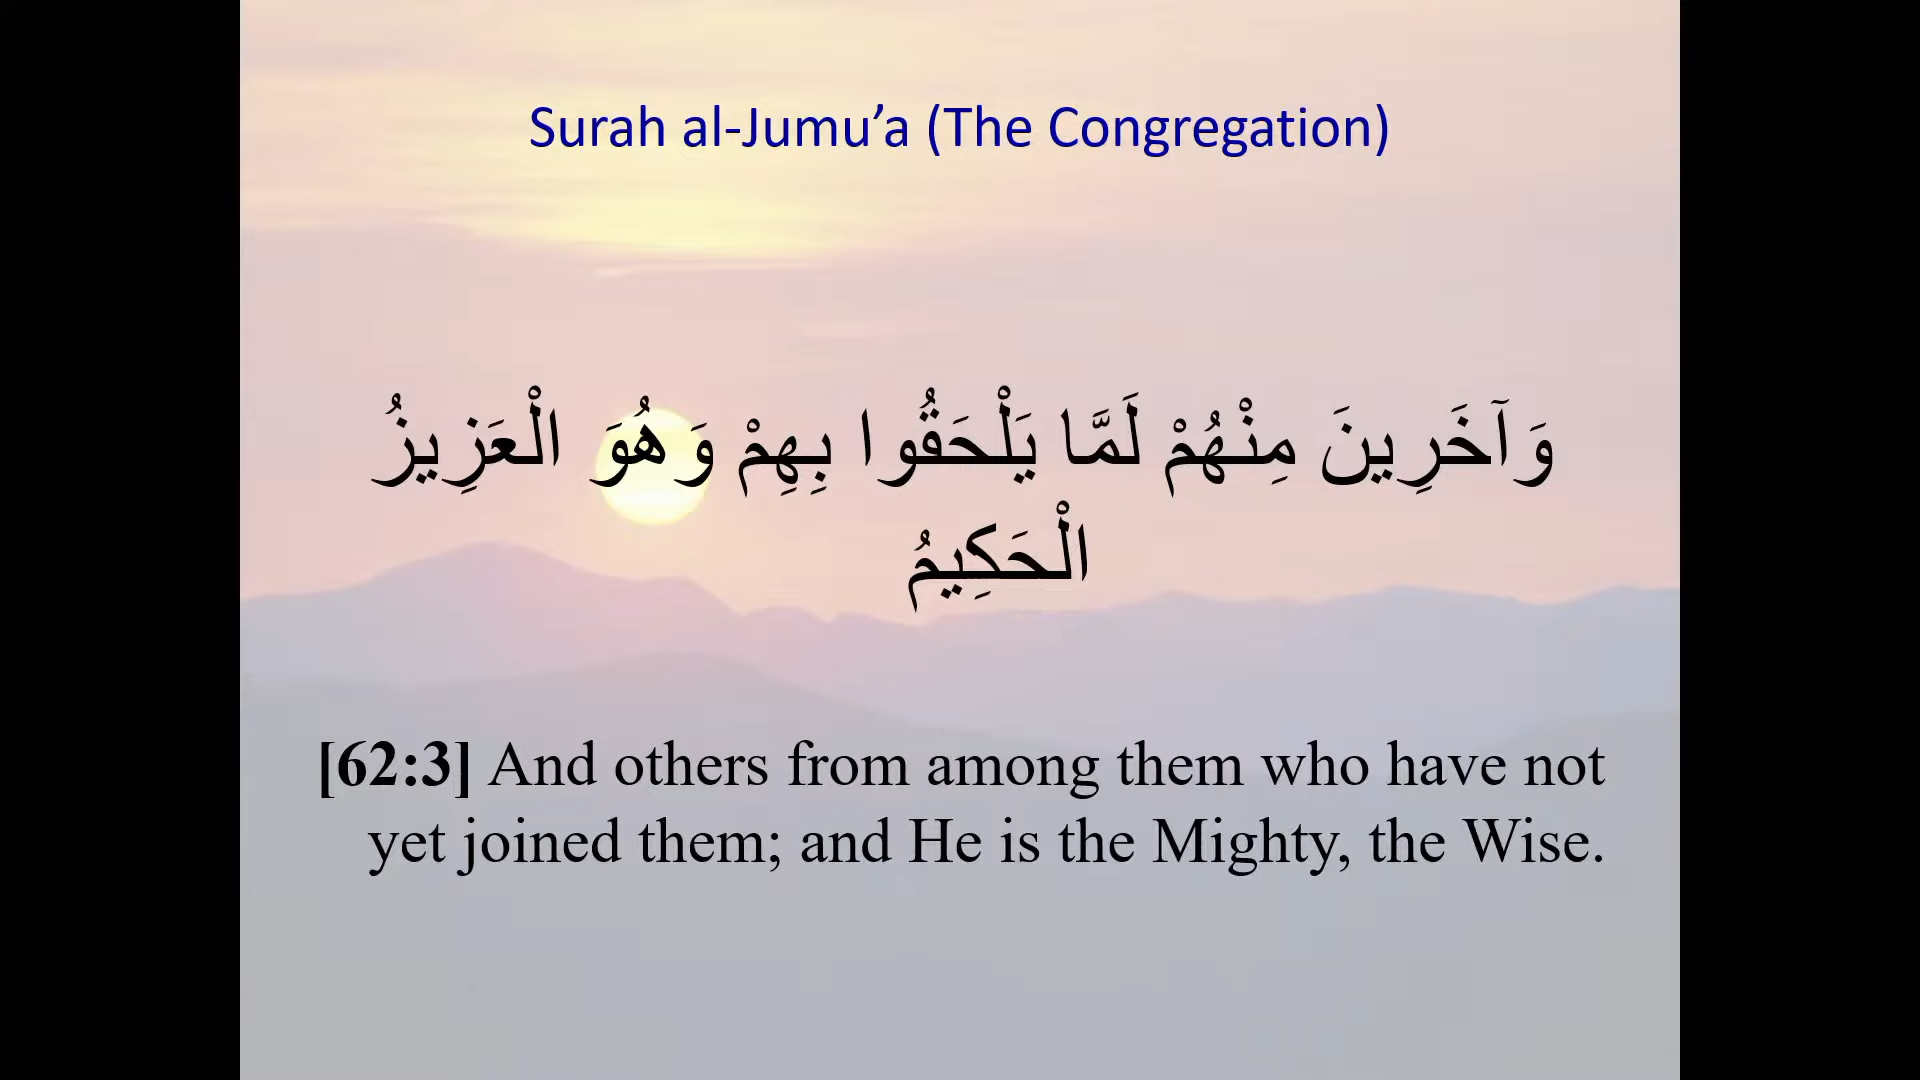 Surah al-Jumu’a (The Congregation)
وَآخَرِينَ مِنْهُمْ لَمَّا يَلْحَقُوا بِهِمْ وَهُوَ الْعَزِيزُ
الْحَكِيمُ
[62:3] And others from among them who have not
yet joined them; and He is the Mighty, the Wise.